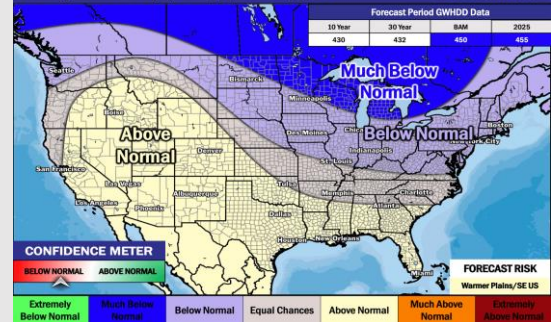 Forecast Period GWHDD Data
10 Year 30 Year BAM 2025
430 432 450 455
Seattle
Bismarck
Much Below
Normal
Minneapolis
Boise
Above
Normal
Below Normal
Boston
New York City
Des Moines
Chica
Indianapolis
Denver
St. Louis
San Francisco
Las Vegas
Tulsa
Charlotte
Memphis
Los Angeles
Albuquerque
Phoenix
Atlanta
Dallas
Houston
New Orleans
Miami
CONFIDENCE METER
BELOW NORMAL ABOVE NORMAL
FORECAST RISK
Warmer Plains/SE US
Extremely
Below Normal
Much Below
Normal
Below Normal
Equal Chances
Above Normal
Much Above
Normal
Extremely
Above Normal